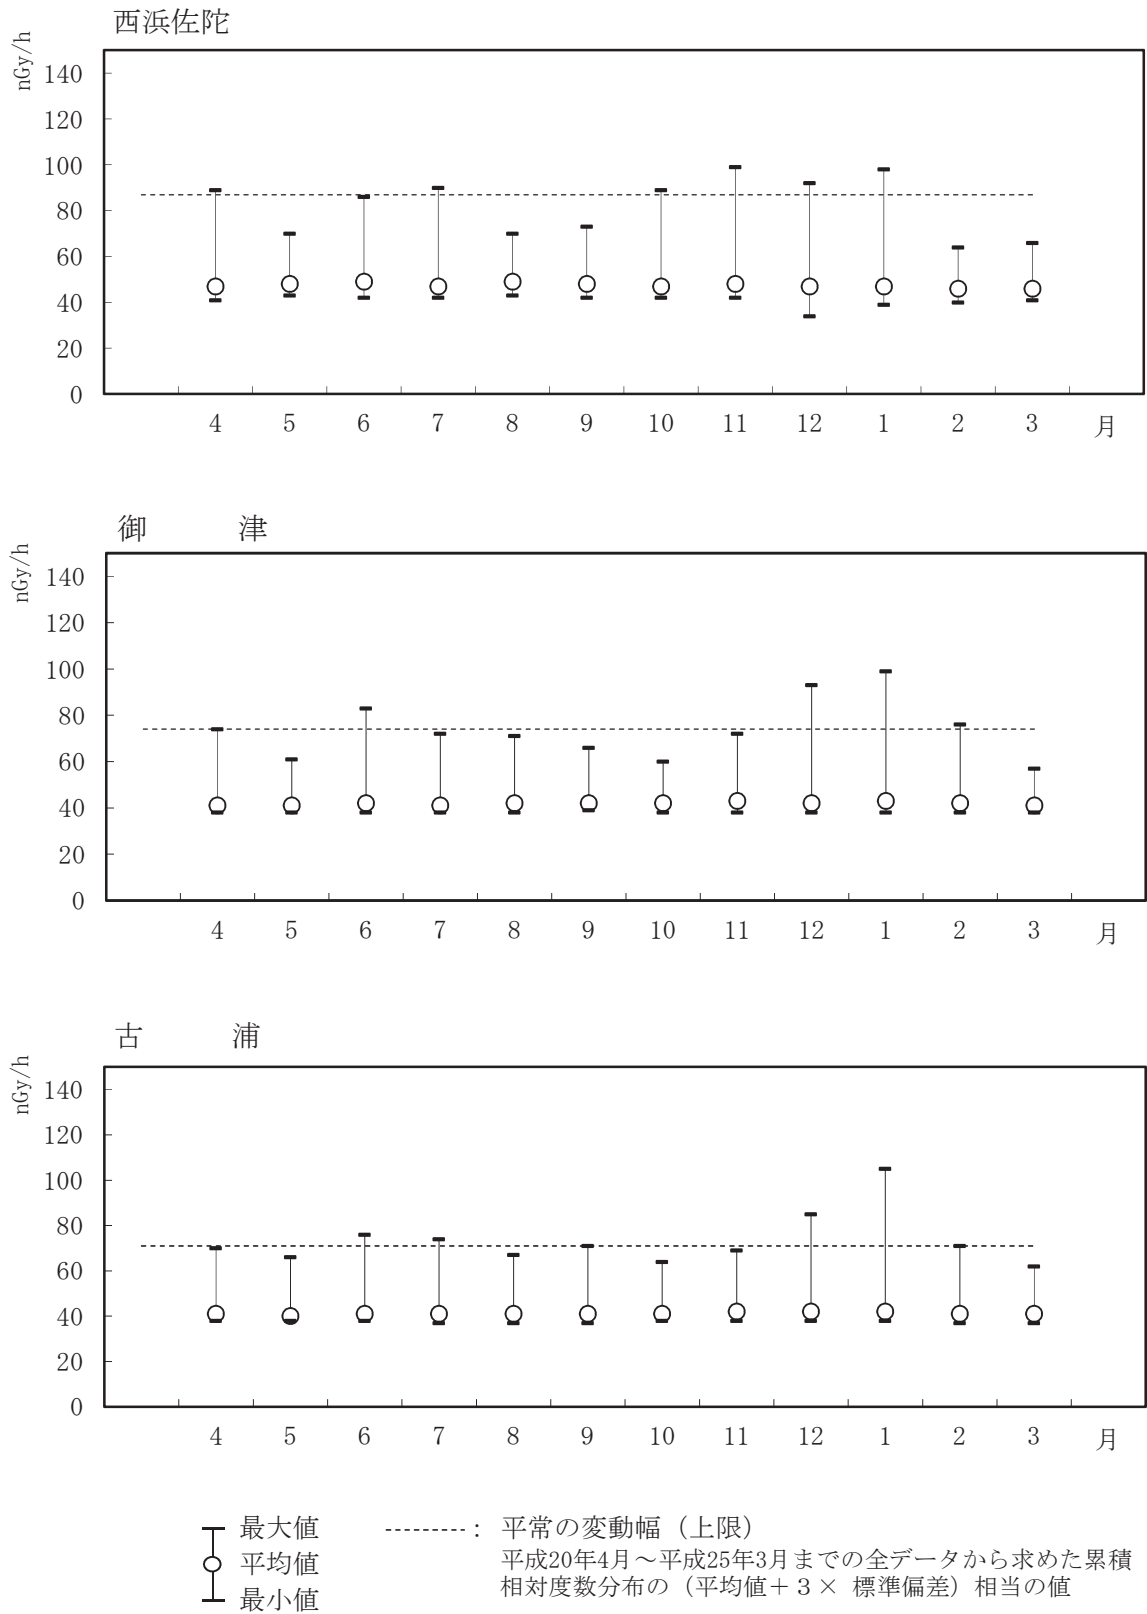 西浜佐陀
nGy/h
140
120
100
80
60
40
20
0
4 5 6 7 8 9 10 11 12 1 2 3 月
御 津
nGy/h
140
120
100
80
60
40
20
0
4 5 6 7 8 9 10 11 12 1 2 3 月
古 浦
nGy/h
140
120
100
80
60
40
20
0
4 5 6 7 8 9 10 11 12 1 2 3 月
最大値
平均値
最小値
: 平常の変動幅（上限）
平成20年4月～平成25年3月までの全データから求めた累積
相対度数分布の（平均値＋３× 標準偏差）相当の値